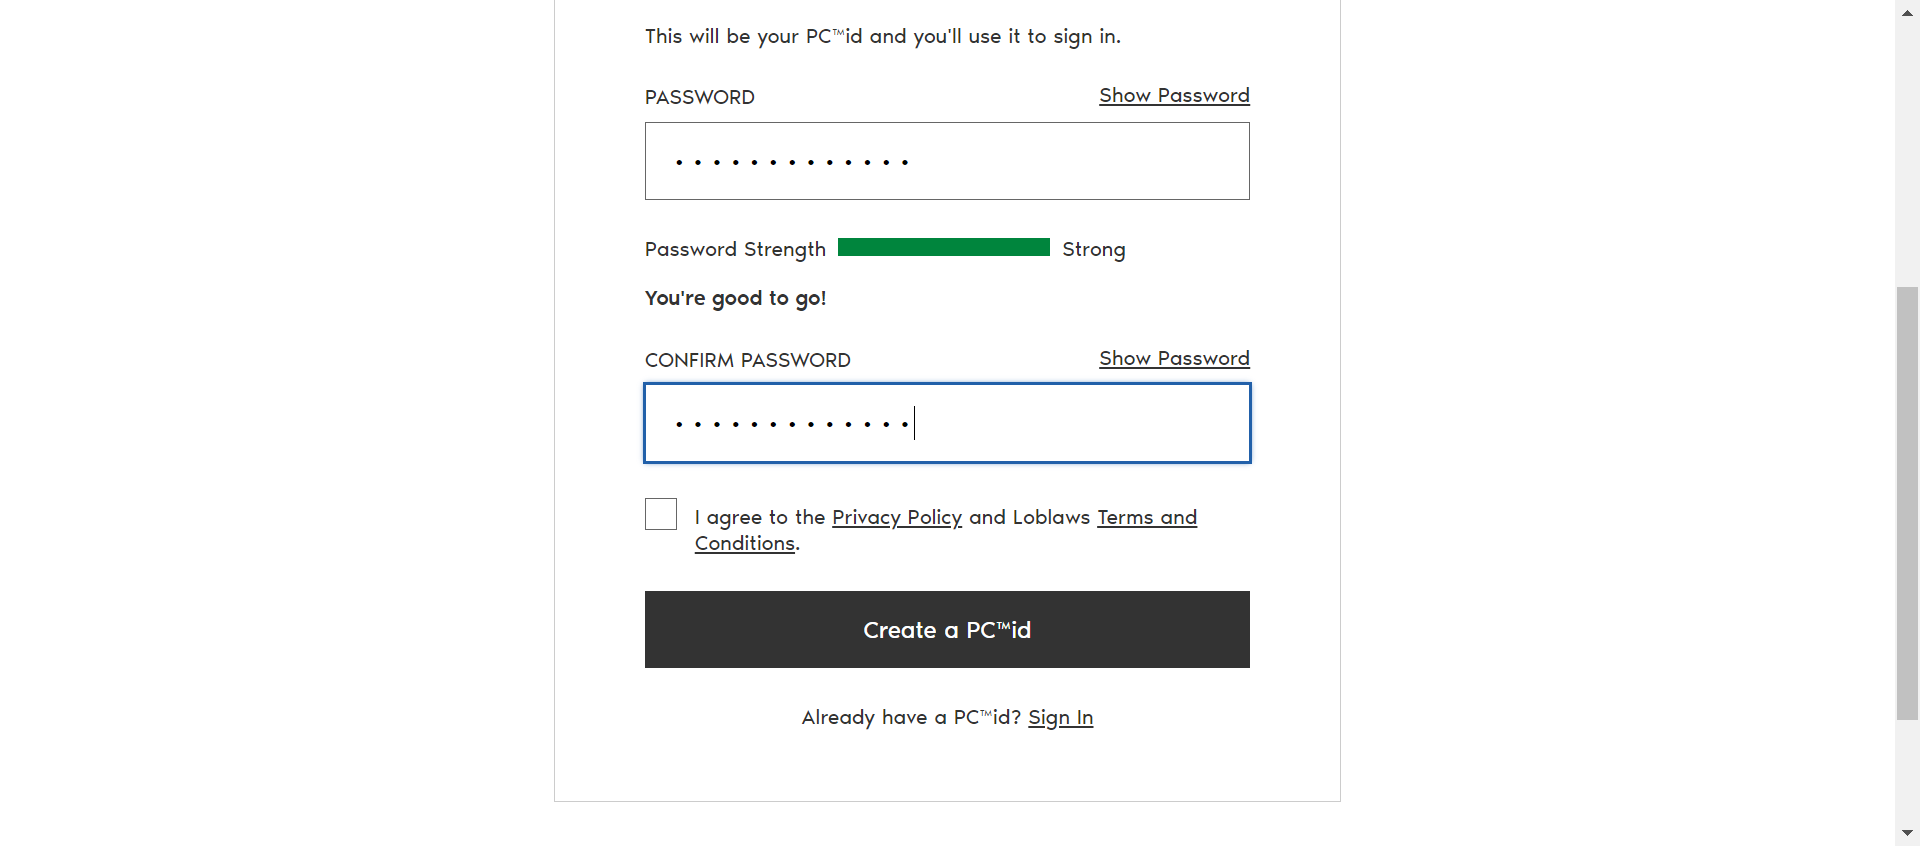 This will be your PC™id and you'll use it to sign in.
PASSWORD
Show Password
•••••••••••••
Password Strength
Strong
You're good to go!
CONFIRM PASSWORD
Show Password
•••••••••••••
I agree to the Privacy Policy and Loblaws Terms and
Conditions.
Create a PC™id
Already have a PC™id? Sign In